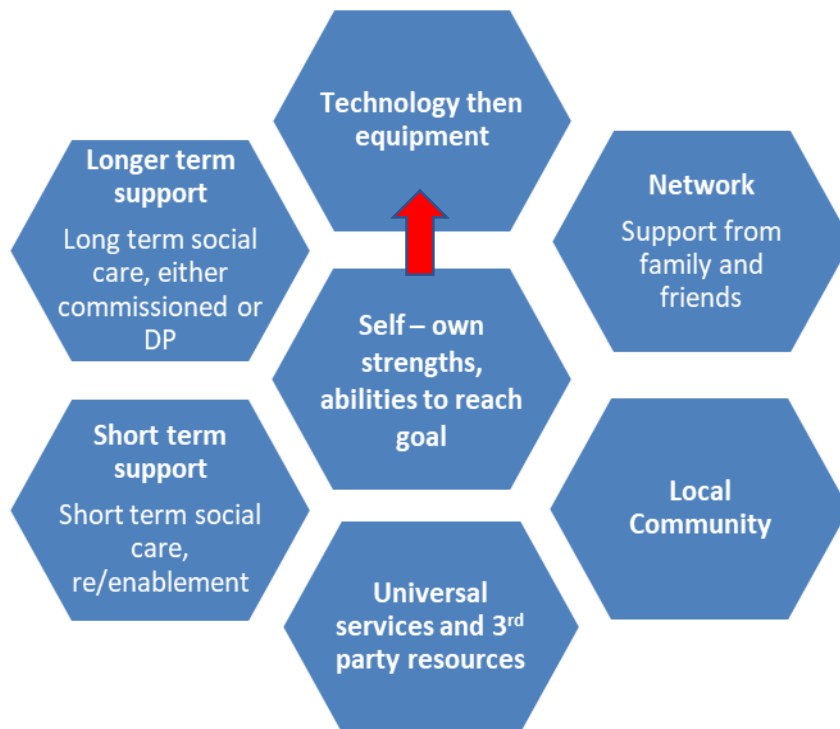 Technology then
equipment
Longer term
support
Long term social
care, either
commissioned or
DP
Network
Support from
family and
friends
Self – own
strengths,
abilities to reach
goal
Short term
support
Short term social
care,
re/enablement
Local
Community
Universal
services and 3rd
party resources